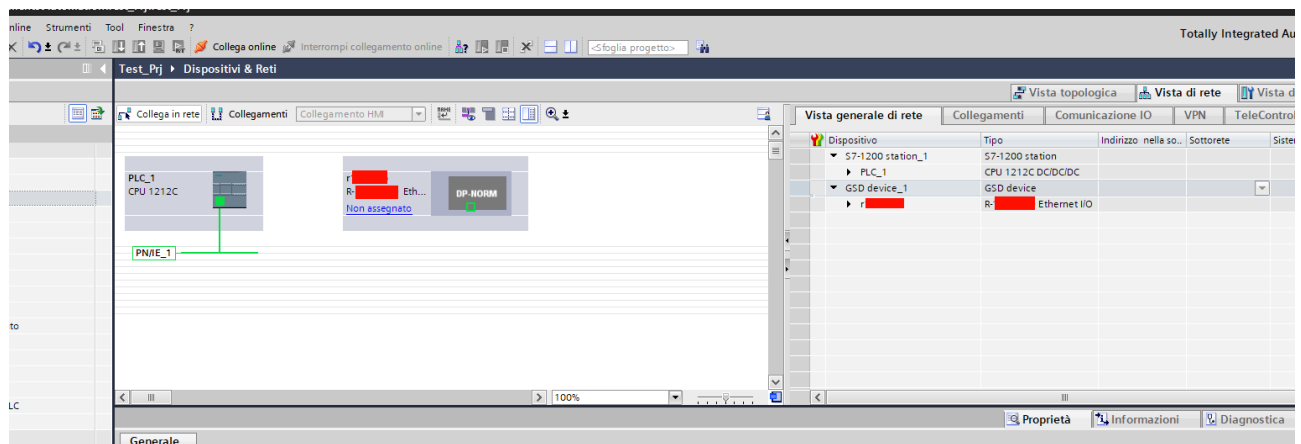 nline Strumenti Tool Finestra ?
Totally Integrated Au
Collega online Interrompi collegamento online <Sfoglia progetto>
Test_Prj Dispositivi & Reti
Vista topologica Vista di rete Vista d
Collega in rete Collegamenti Collegamento HMI
Vista generale di rete Collegamenti Comunicazione IO VPN TeleControl
Dispositivo Tipo Indirizzo nella so.. Sottorete Sister
S7-1200 station_1 S7-1200 station
PLC_1 CPU 1212C DC/DC/DC
GSD device_1 GSD device
r R- Ethernet I/O
PLC_1
CPU 1212C
r
R- Eth...
Non assegnato
DP-NORM
PN/IE_1
to
LC
100%
Proprietà Informazioni Diagnostica
Generale